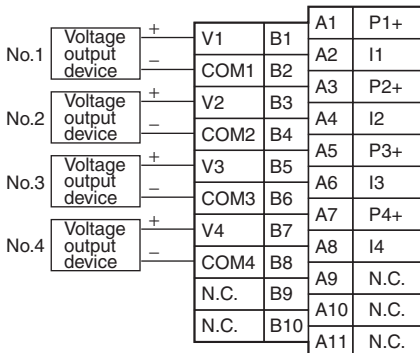 A1 P1+
No.1 Voltage output device + V1 B1
A2 I1
– COM1 B2
A3 P2+
No.2 Voltage output device + V2 B3
A4 I2
– COM2 B4
A5 P3+
No.3 Voltage output device + V3 B5
A6 I3
– COM3 B6
A7 P4+
No.4 Voltage output device + V4 B7
A8 I4
– COM4 B8
A9 N.C.
N.C. B9
A10 N.C.
N.C. B10
A11 N.C.